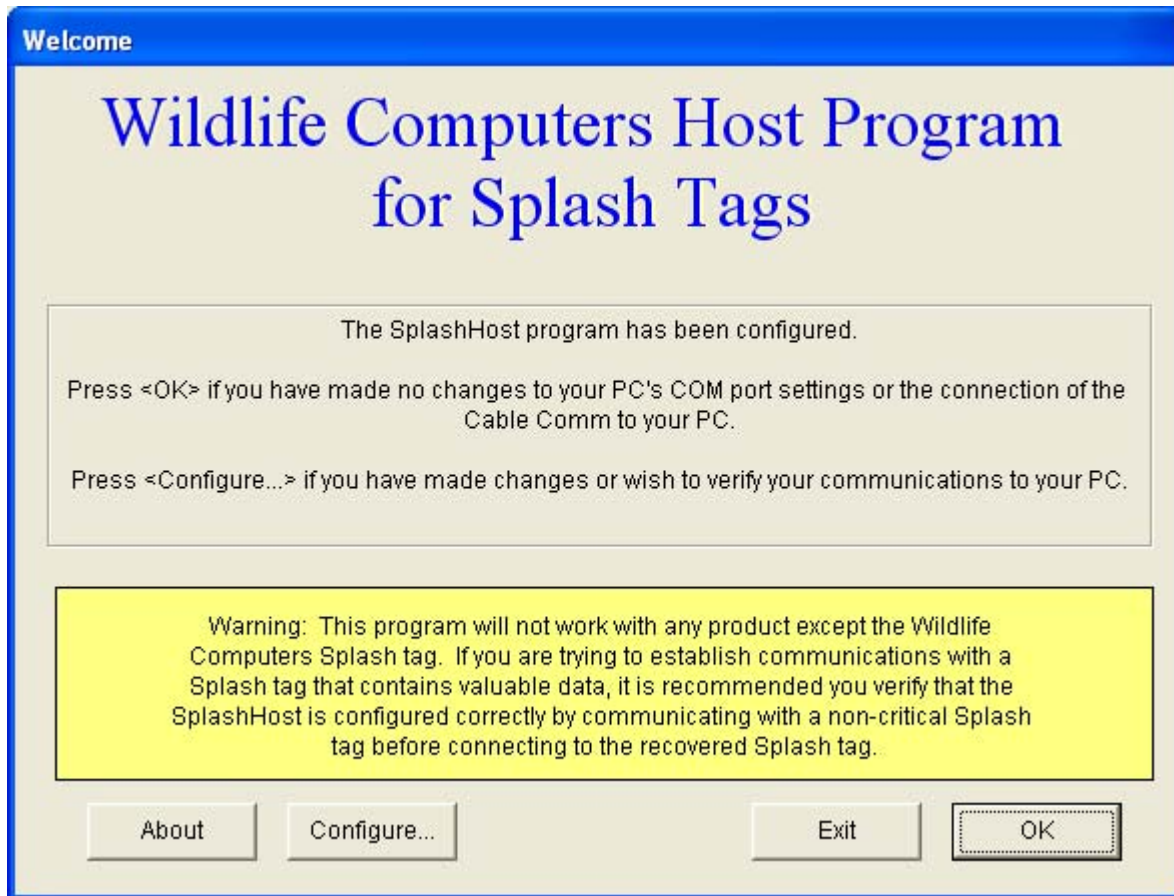 Welcome
Wildlife Computers Host Program
for Splash Tags
The SplashHost program has been configured.
Press <OK> if you have made no changes to your PC's COM port settings or the connection of the
Cable Comm to your PC.
Press <Configure...> if you have made changes or wish to verify your communications to your PC.
Warning:  This program will not work with any product except the Wildlife
Computers Splash tag.  If you are trying to establish communications with a
Splash tag that contains valuable data, it is recommended you verify that the
SplashHost is configured correctly by communicating with a non-critical Splash
tag before connecting to the recovered Splash tag.
About
Configure...
Exit
OK